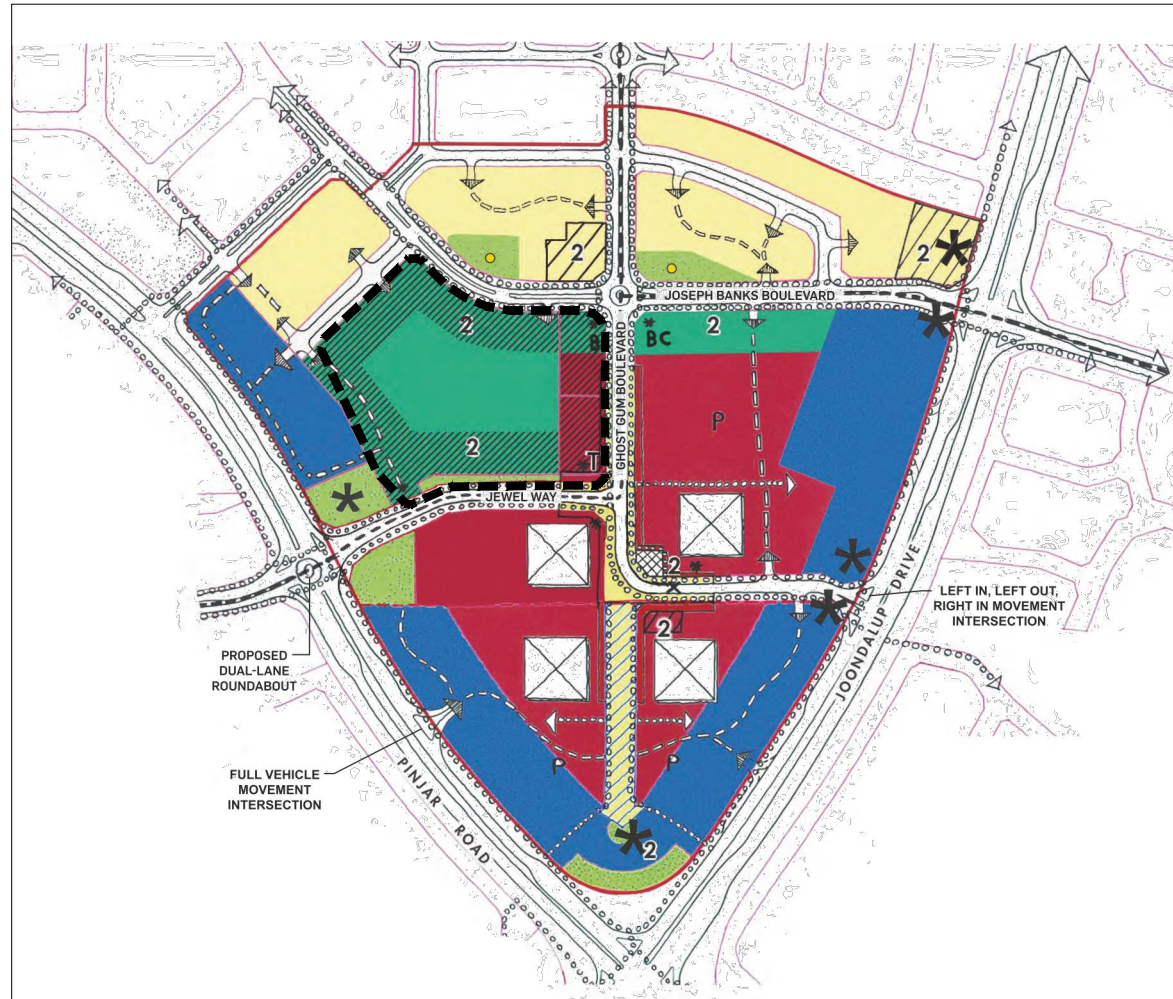 2
2
JOSEPH BANKS BOULEVARD
2
B
BC
2
GHOST GUM BOULEVARD
P
2
T
JEWEL WAY
2
LEFT IN, LEFT OUT,
RIGHT IN MOVEMENT
INTERSECTION
2
PROPOSED
DUAL-LANE
ROUNDABOUT
JOONDALUP DRIVE
FULL VEHICLE
MOVEMENT
INTERSECTION
P
P
PINJAR ROAD
2